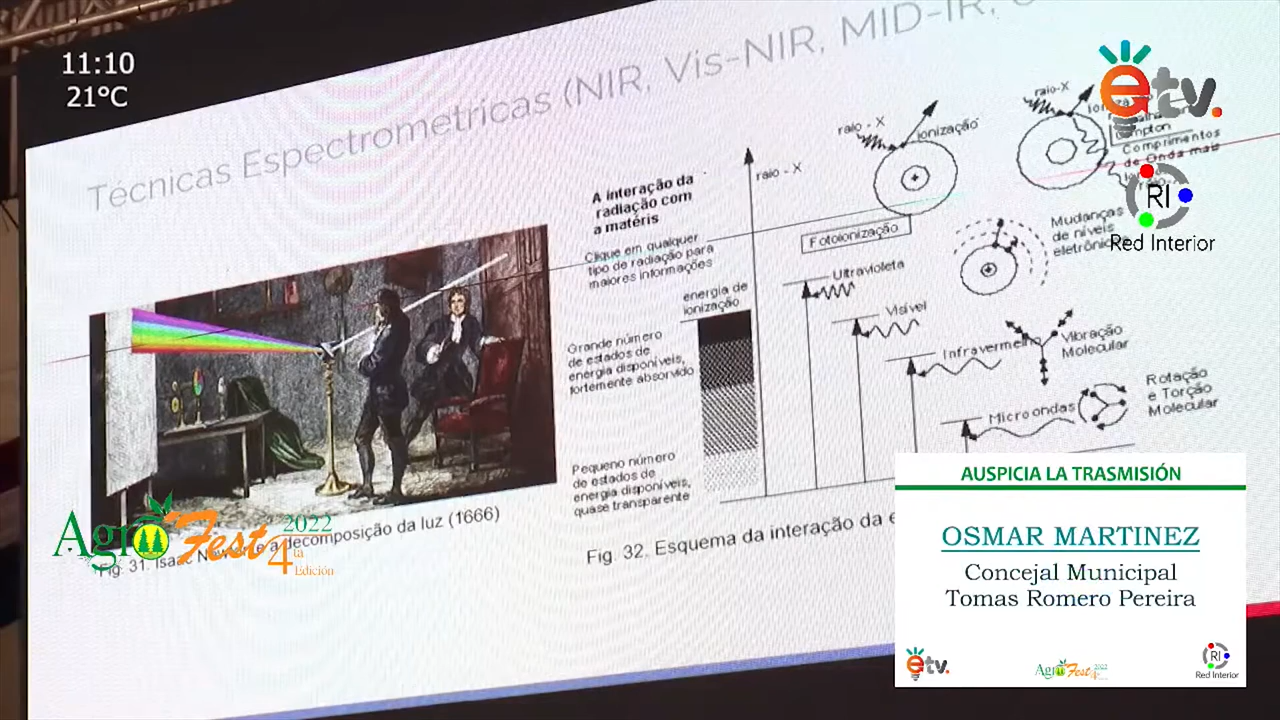 11:10
21°C
Técnicas Espectrometricas (NIR, Vis-NIR, MID-IR,
etv.
RI
Red Interior
A interação da
radiação com
a matéris
Clique em qualquer
tipo de radiação para
maiores informações
energia de
ionização
Grande número
de estados de
energia disponíveis,
fortemente absorvido
Pequeno número
de estados de
energia disponíveis,
quase transparente
raio - X
raio - X
ionização
Fotoionização
raio-X
Compton
Comprimentos
de Onda mais
Mudanças
de níveis
Ultravioleta
Visível
Vibração
Molecular
Microondas
Rotação
e Torção
Molecular
Fig. 31. Isaac Newton e a decomposição da luz (1666)
Fig. 32. Esquema da interação da
Agro Fest 2022
4ta
Edición
AUSPICIA LA TRASMISIÓN
OSMAR MARTINEZ
Concejal Municipal
Tomas Romero Pereira
etv.
Agro Fest 2022
RI
Red Interior